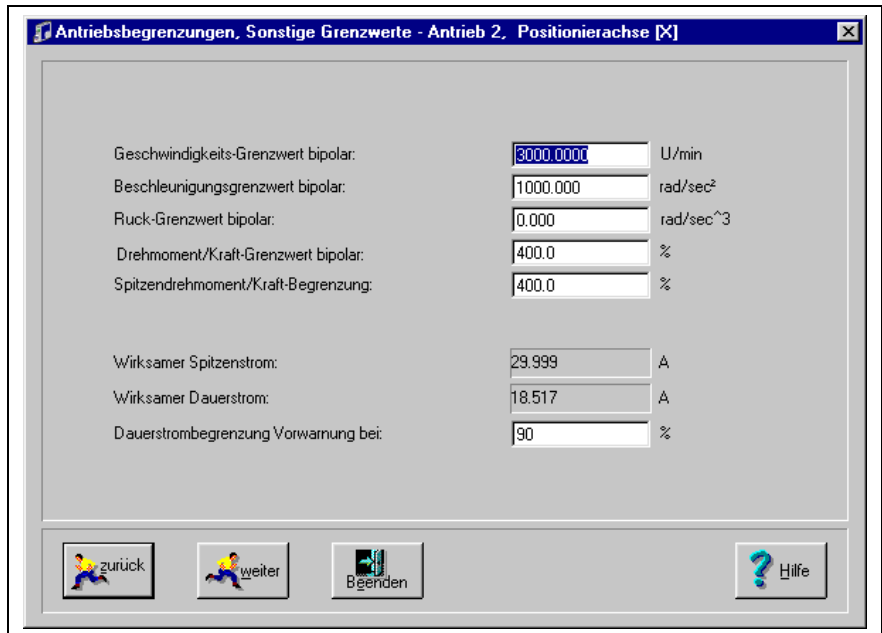 Antriebsbegrenzungen, Sonstige Grenzwerte - Antrieb 2, Positionierachse [X]
Geschwindigkeits-Grenzwert bipolar: 3000.0000 U/min
Beschleunigungsgrenzwert bipolar: 1000.000 rad/sec²
Ruck-Grenzwert bipolar: 0.000 rad/sec^3
Drehmoment/Kraft-Grenzwert bipolar: 400.0 %
Spitzendrehmoment/Kraft-Begrenzung: 400.0 %
Wirksamer Spitzenstrom: 29.999 A
Wirksamer Dauerstrom: 18.517 A
Dauerstrombegrenzung Vorwarnung bei: 90 %
zurück weiter Beenden Hilfe